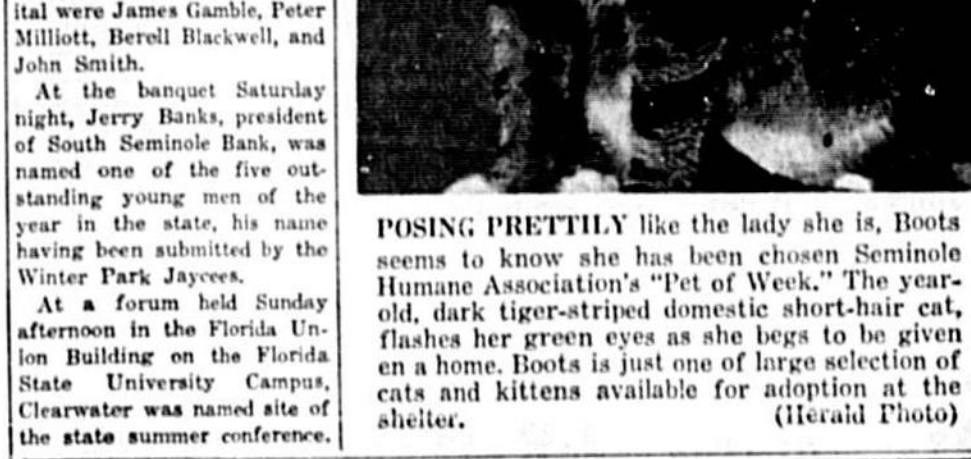 ital were James Gamble, Peter
Milliott, Berell Blackwell, and
John Smith.
At the banquet Saturday
night, Jerry Banks, president
of South Seminole Bank, was
named one of the five out-
standing young men of the
year in the state, his name
having been submitted by the
Winter Park Jaycees.
At a forum held Sunday
afternoon in the Florida Un-
ion Building on the Florida
State University Campus,
Clearwater was named site of
the state summer conference.
POSING PRETTILY like the lady she is, Boots
seems to know she has been chosen Seminole
Humane Association's "Pet of Week." The year-
old, dark tiger-striped domestic short-hair cat,
flashes her green eyes as she begs to be given
en a home. Boots is just one of large selection of
cats and kittens available for adoption at the
shelter. (Herald Photo)